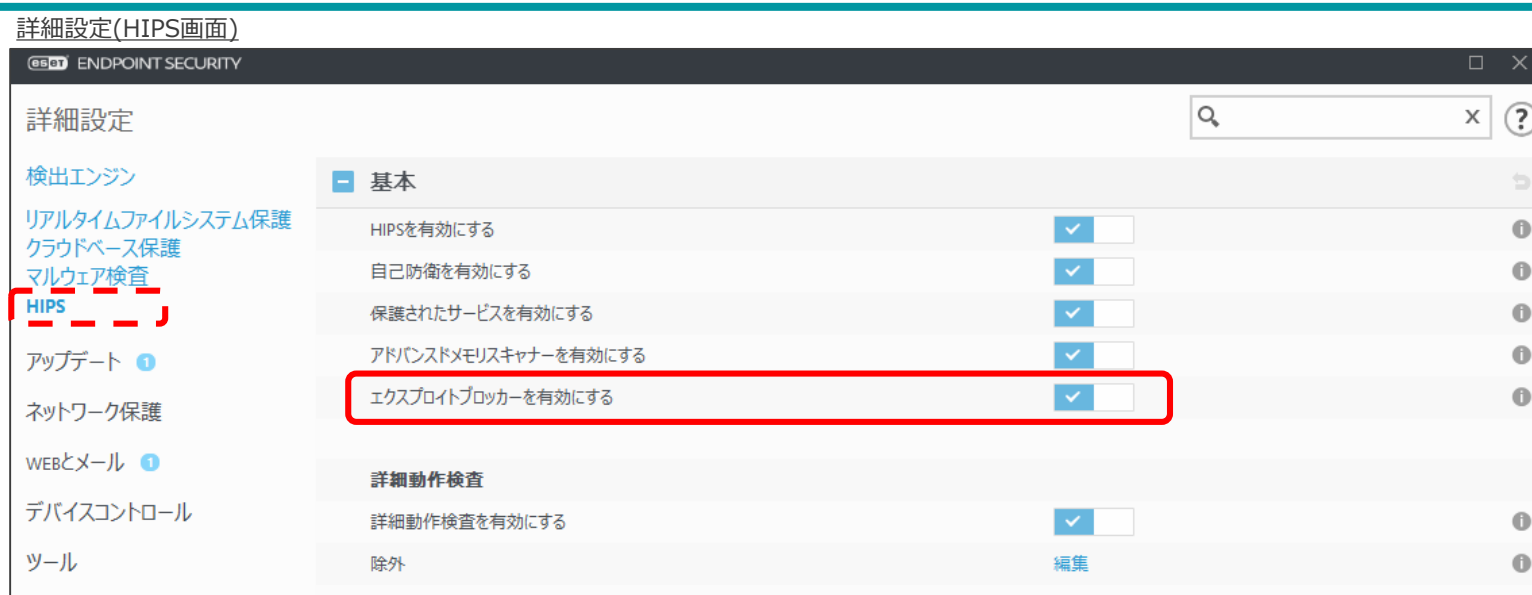 詳細設定(HIPS画面)
eset ENDPOINT SECURITY
詳細設定
検出エンジン
リアルタイムファイルシステム保護
クラウドベース保護
マルウェア検査
HIPS
アップデート 1
ネットワーク保護
WEBとメール 1
デバイスコントロール
ツール
基本
HIPSを有効にする
自己防衛を有効にする
保護されたサービスを有効にする
アドバンスドメモリスキャナーを有効にする
エクスプロイトブロッカーを有効にする
詳細動作検査
詳細動作検査を有効にする
除外 編集